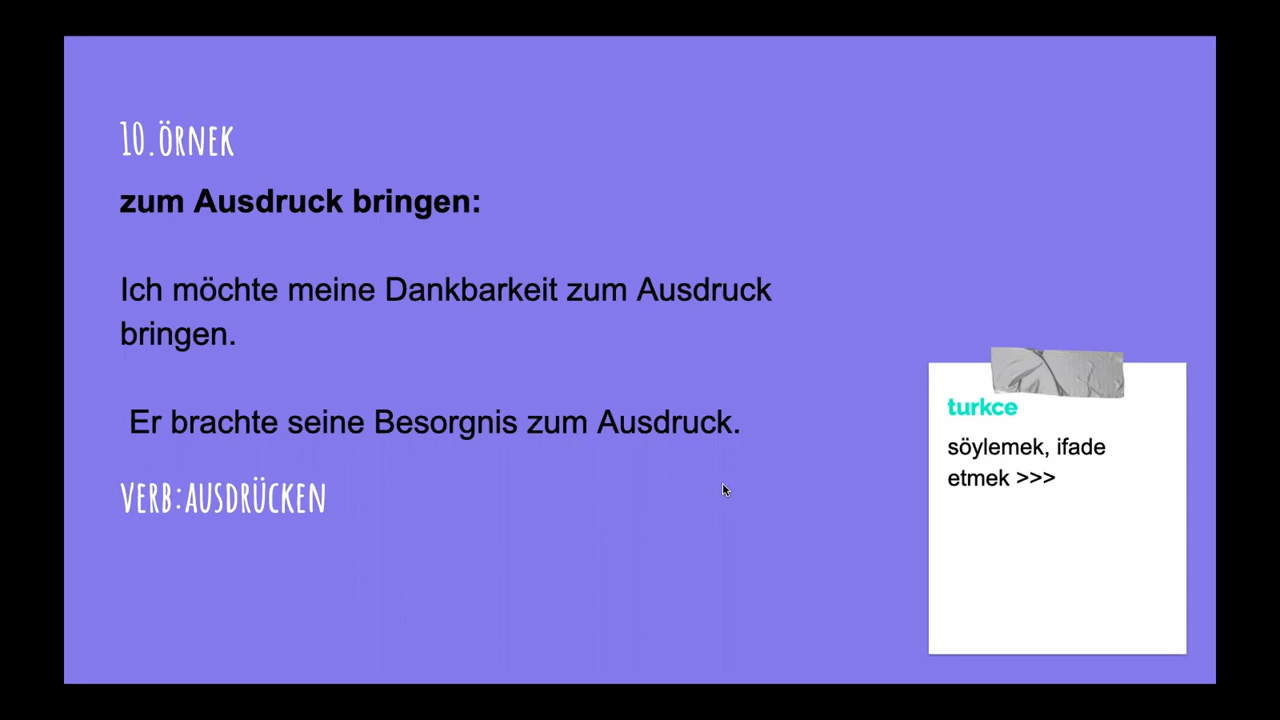 10.ÖRNEK
zum Ausdruck bringen:
Ich möchte meine Dankbarkeit zum Ausdruck
bringen.
Er brachte seine Besorgnis zum Ausdruck.
VERB:AUSDRÜCKEN
turkce
söylemek, ifade
etmek >>>